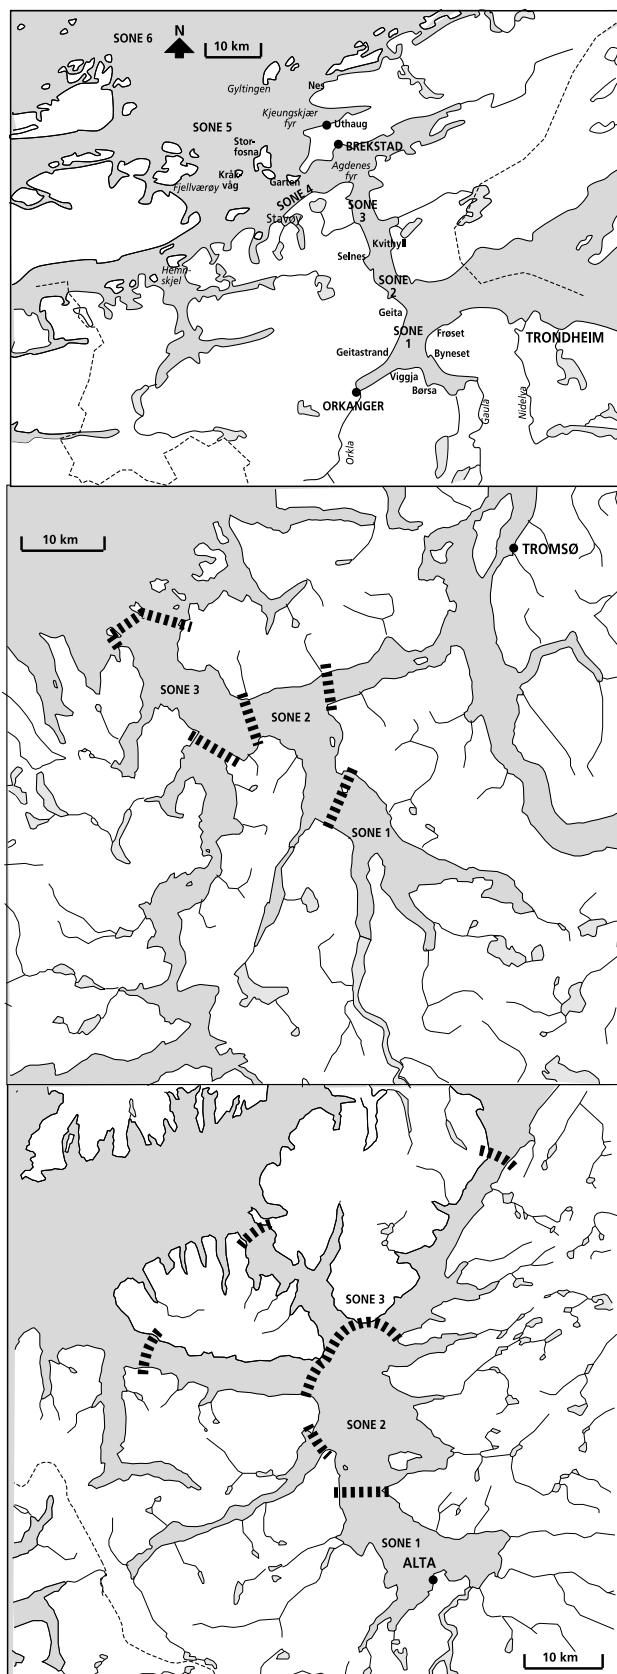 SONE 6
N
10 km
Gyltingen
Nes
Kjeungskjær
fyr
Uthaug
SONE 5
Stor-
fosna
BREKSTAD
Agdenes
fyr
Kråk
våg
Garten
Fjellværøy
SONE 4
SONE
3
Stavøy
Kvithyll
Selnes
Hemn-
skjel
SONE
2
Geita
SONE
1
Frøset
TRONDHEIM
Geitastrand
Byneset
Viggja
Børsa
ORKANGER
Gaula
Nidelva
Orkla
10 km
TROMSØ
SONE 3
SONE 2
SONE 1
SONE 3
SONE 2
SONE 1
ALTA
10 km